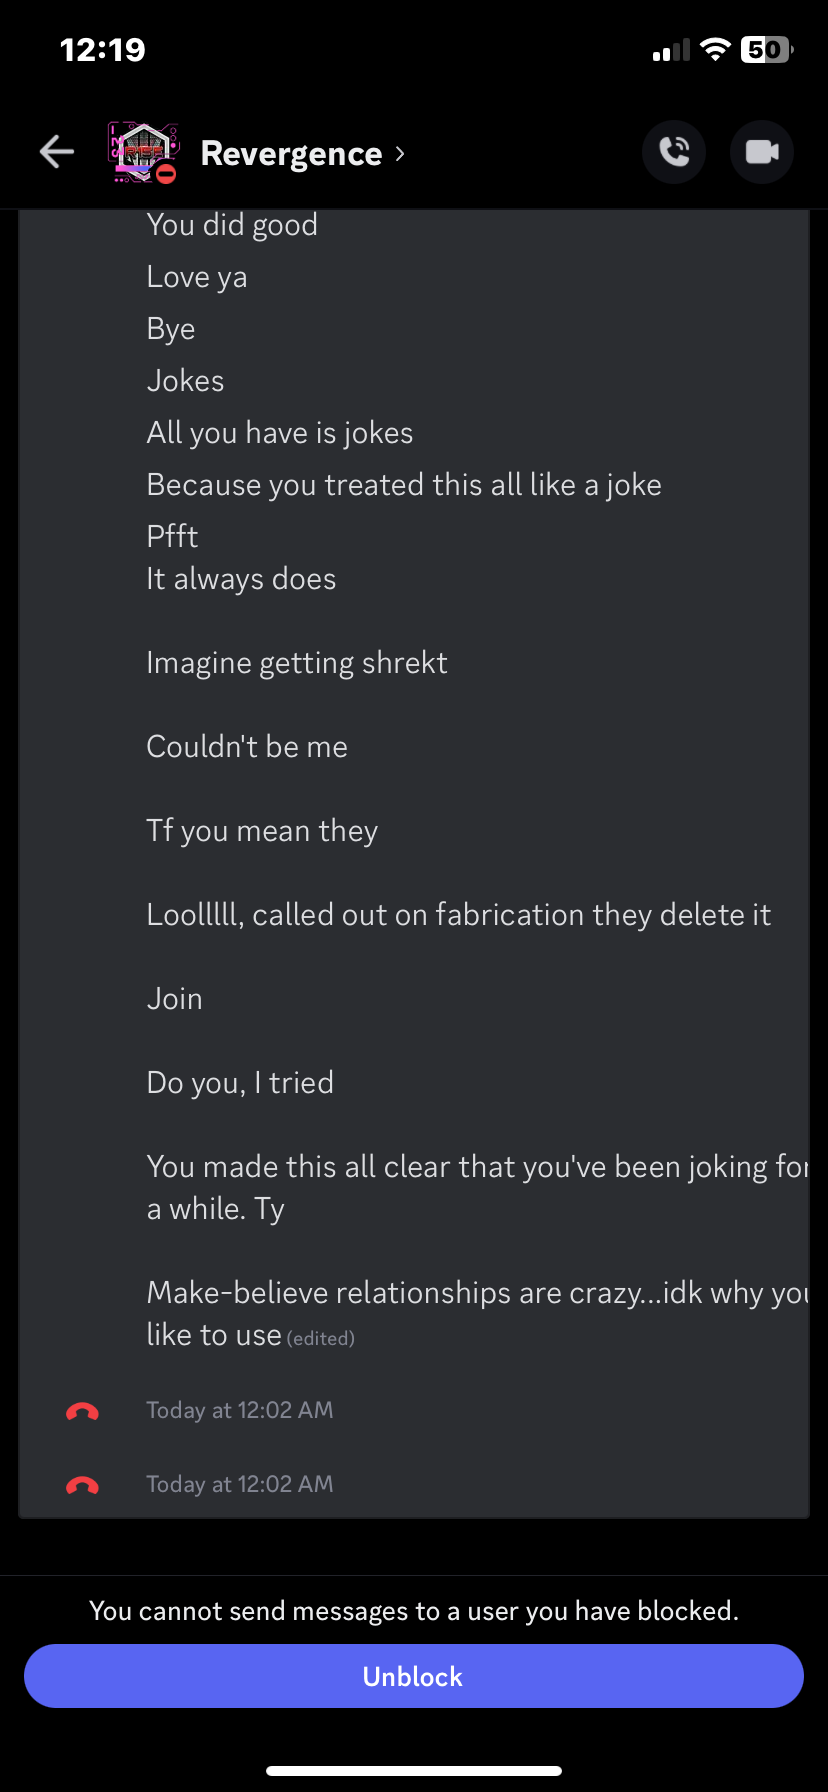 12:19
50
RISE
Revergence
You did good
Love ya
Bye
Jokes
All you have is jokes
Because you treated this all like a joke
Pfft
It always does
Imagine getting shrekt
Couldn't be me
Tf you mean they
Loolllll, called out on fabrication they delete it
Join
Do you, I tried
You made this all clear that you've been joking for
a while. Ty
Make-believe relationships are crazy...idk why you
like to use (edited)
Today at 12:02 AM
Today at 12:02 AM
You cannot send messages to a user you have blocked.
Unblock